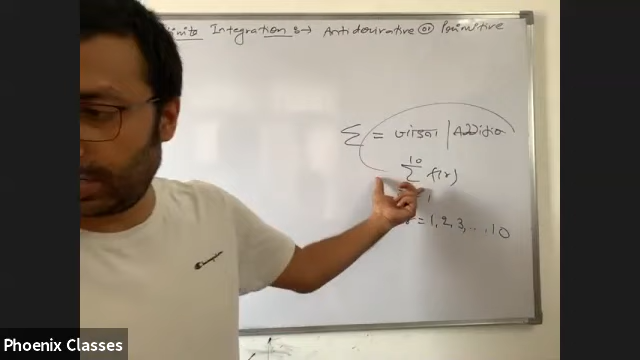 Integration :→ Antiderivative or Primitive
Σ = जोड़ना | Addition
10
Σ f(r)
1
= 1, 2, 3, ... 10
Phoenix Classes